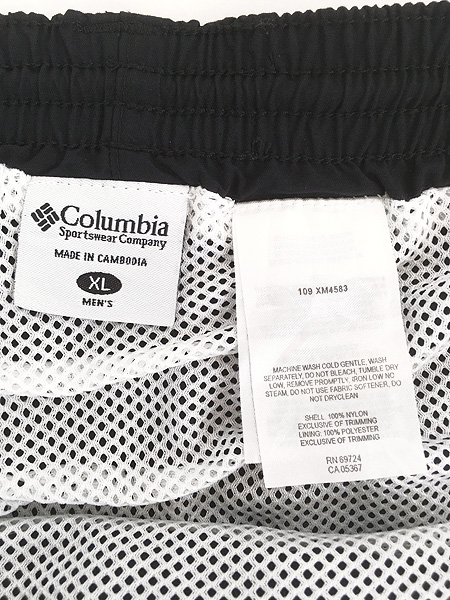 Columbia
Sportswear Company
MADE IN CAMBODIA
XL
MEN'S
109 XM4583
MACHINE WASH COLD GENTLE, WASH
SEPARATELY, DO NOT BLEACH, TUMBLE DRY
LOW, REMOVE PROMPTLY, IRON LOW NO
STEAM, DO NOT USE FABRIC SOFTENER, DO
NOT DRYCLEAN
SHELL: 100% NYLON
EXCLUSIVE OF TRIMMING
LINING: 100% POLYESTER
EXCLUSIVE OF TRIMMING
RN 69724
CA 05367